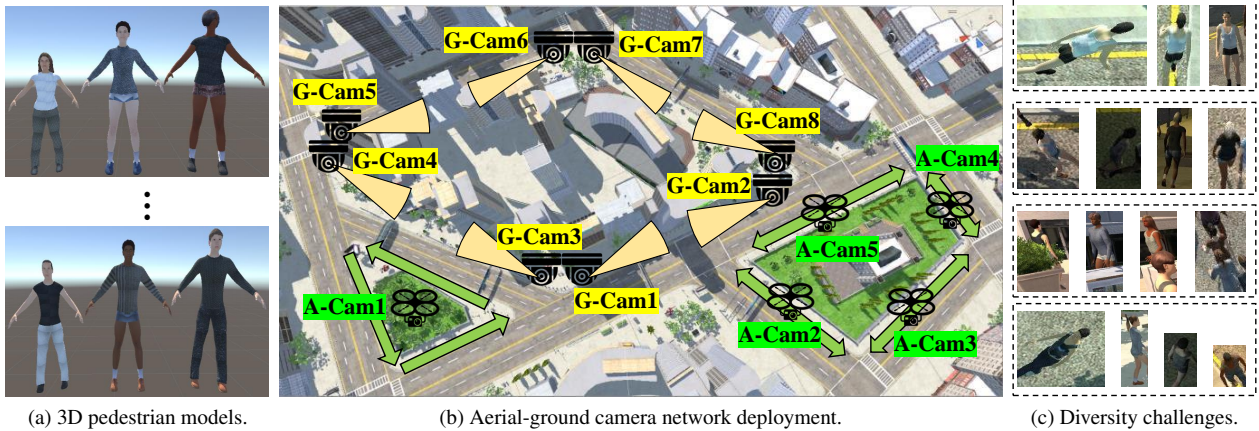 G-Cam6
G-Cam7
G-Cam5
G-Cam8
G-Cam4
A-Cam4
G-Cam2
G-Cam3
A-Cam5
A-Cam1
G-Cam1
A-Cam2
A-Cam3
(a) 3D pedestrian models.
(b) Aerial-ground camera network deployment.
(c) Diversity challenges.